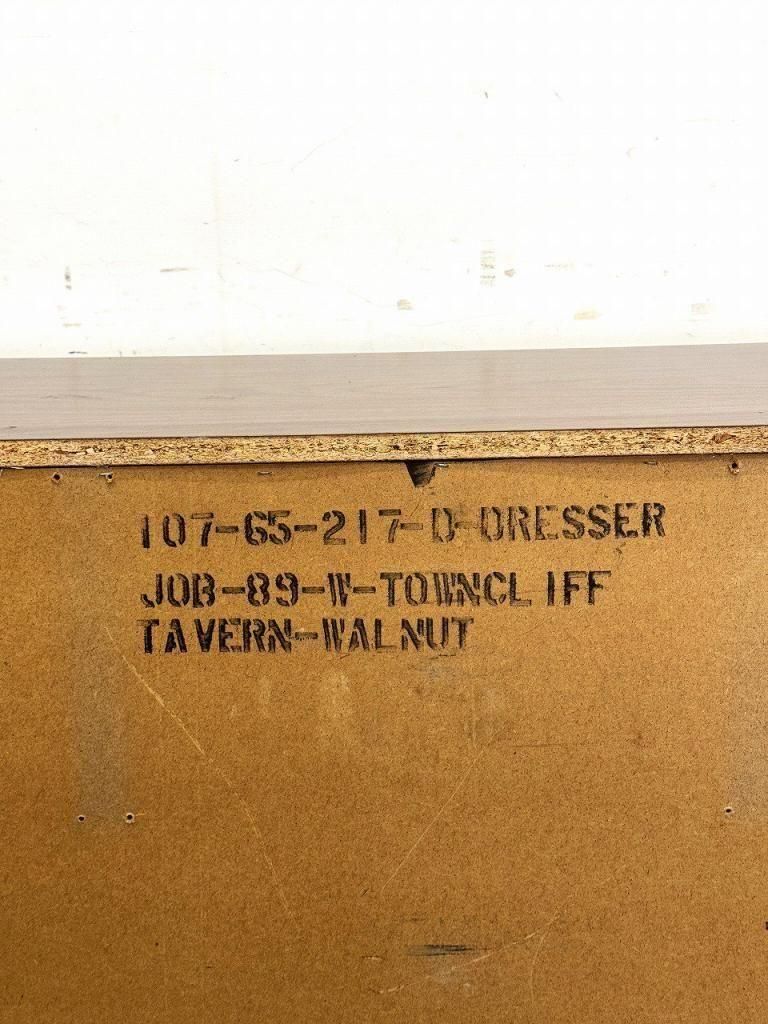 107-65-217-D-DRESSER
JOB-89-W-TOWNCLIFF
TAVERN-WALNUT